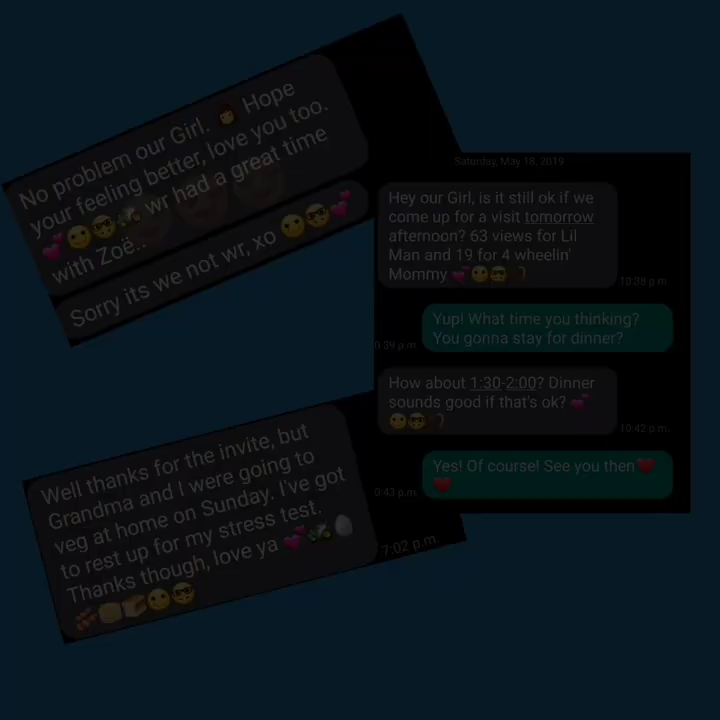 No problem our Girl. Hope
your feeling better, love you too.
wr had a great time
with Zoë..
Sorry its we not wr, xo
Saturday, May 18, 2019
Hey our Girl, is it still ok if we
come up for a visit tomorrow
afternoon? 63 views for Lil
Man and 19 for 4 wheelin'
Mommy
10:28 p.m.
Yup! What time you thinking?
You gonna stay for dinner?
0:39 p.m.
How about 1:30-2:00? Dinner
sounds good if that's ok?
10:42 p.m.
Yes! Of course! See you then
0:43 p.m.
Well thanks for the invite, but
Grandma and I were going to
veg at home on Sunday. I've got
to rest up for my stress test.
Thanks though, love ya
7:02 p.m.